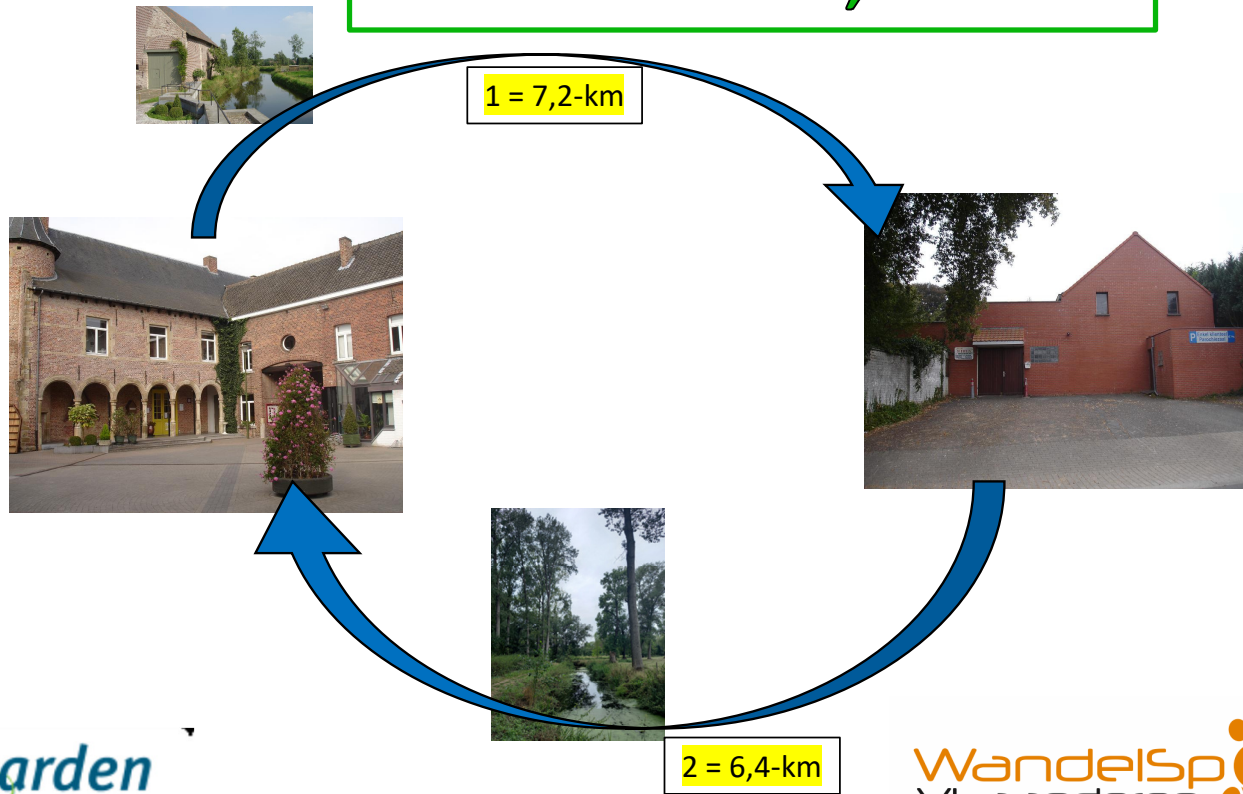 1 = 7,2-km
2 = 6,4-km
arden
WandelSp